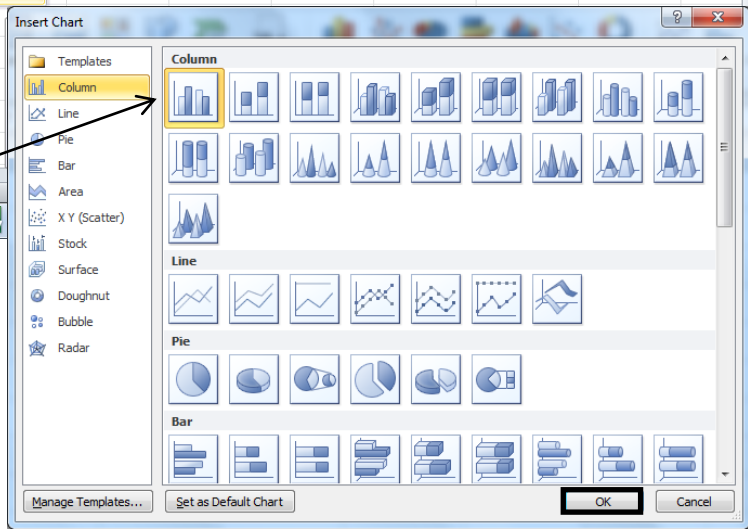 Insert Chart
Templates
Column
Line
Pie
Bar
Area
X Y (Scatter)
Stock
Surface
Doughnut
Bubble
Radar
Column
Line
Pie
Bar
Manage Templates...
Set as Default Chart
OK
Cancel